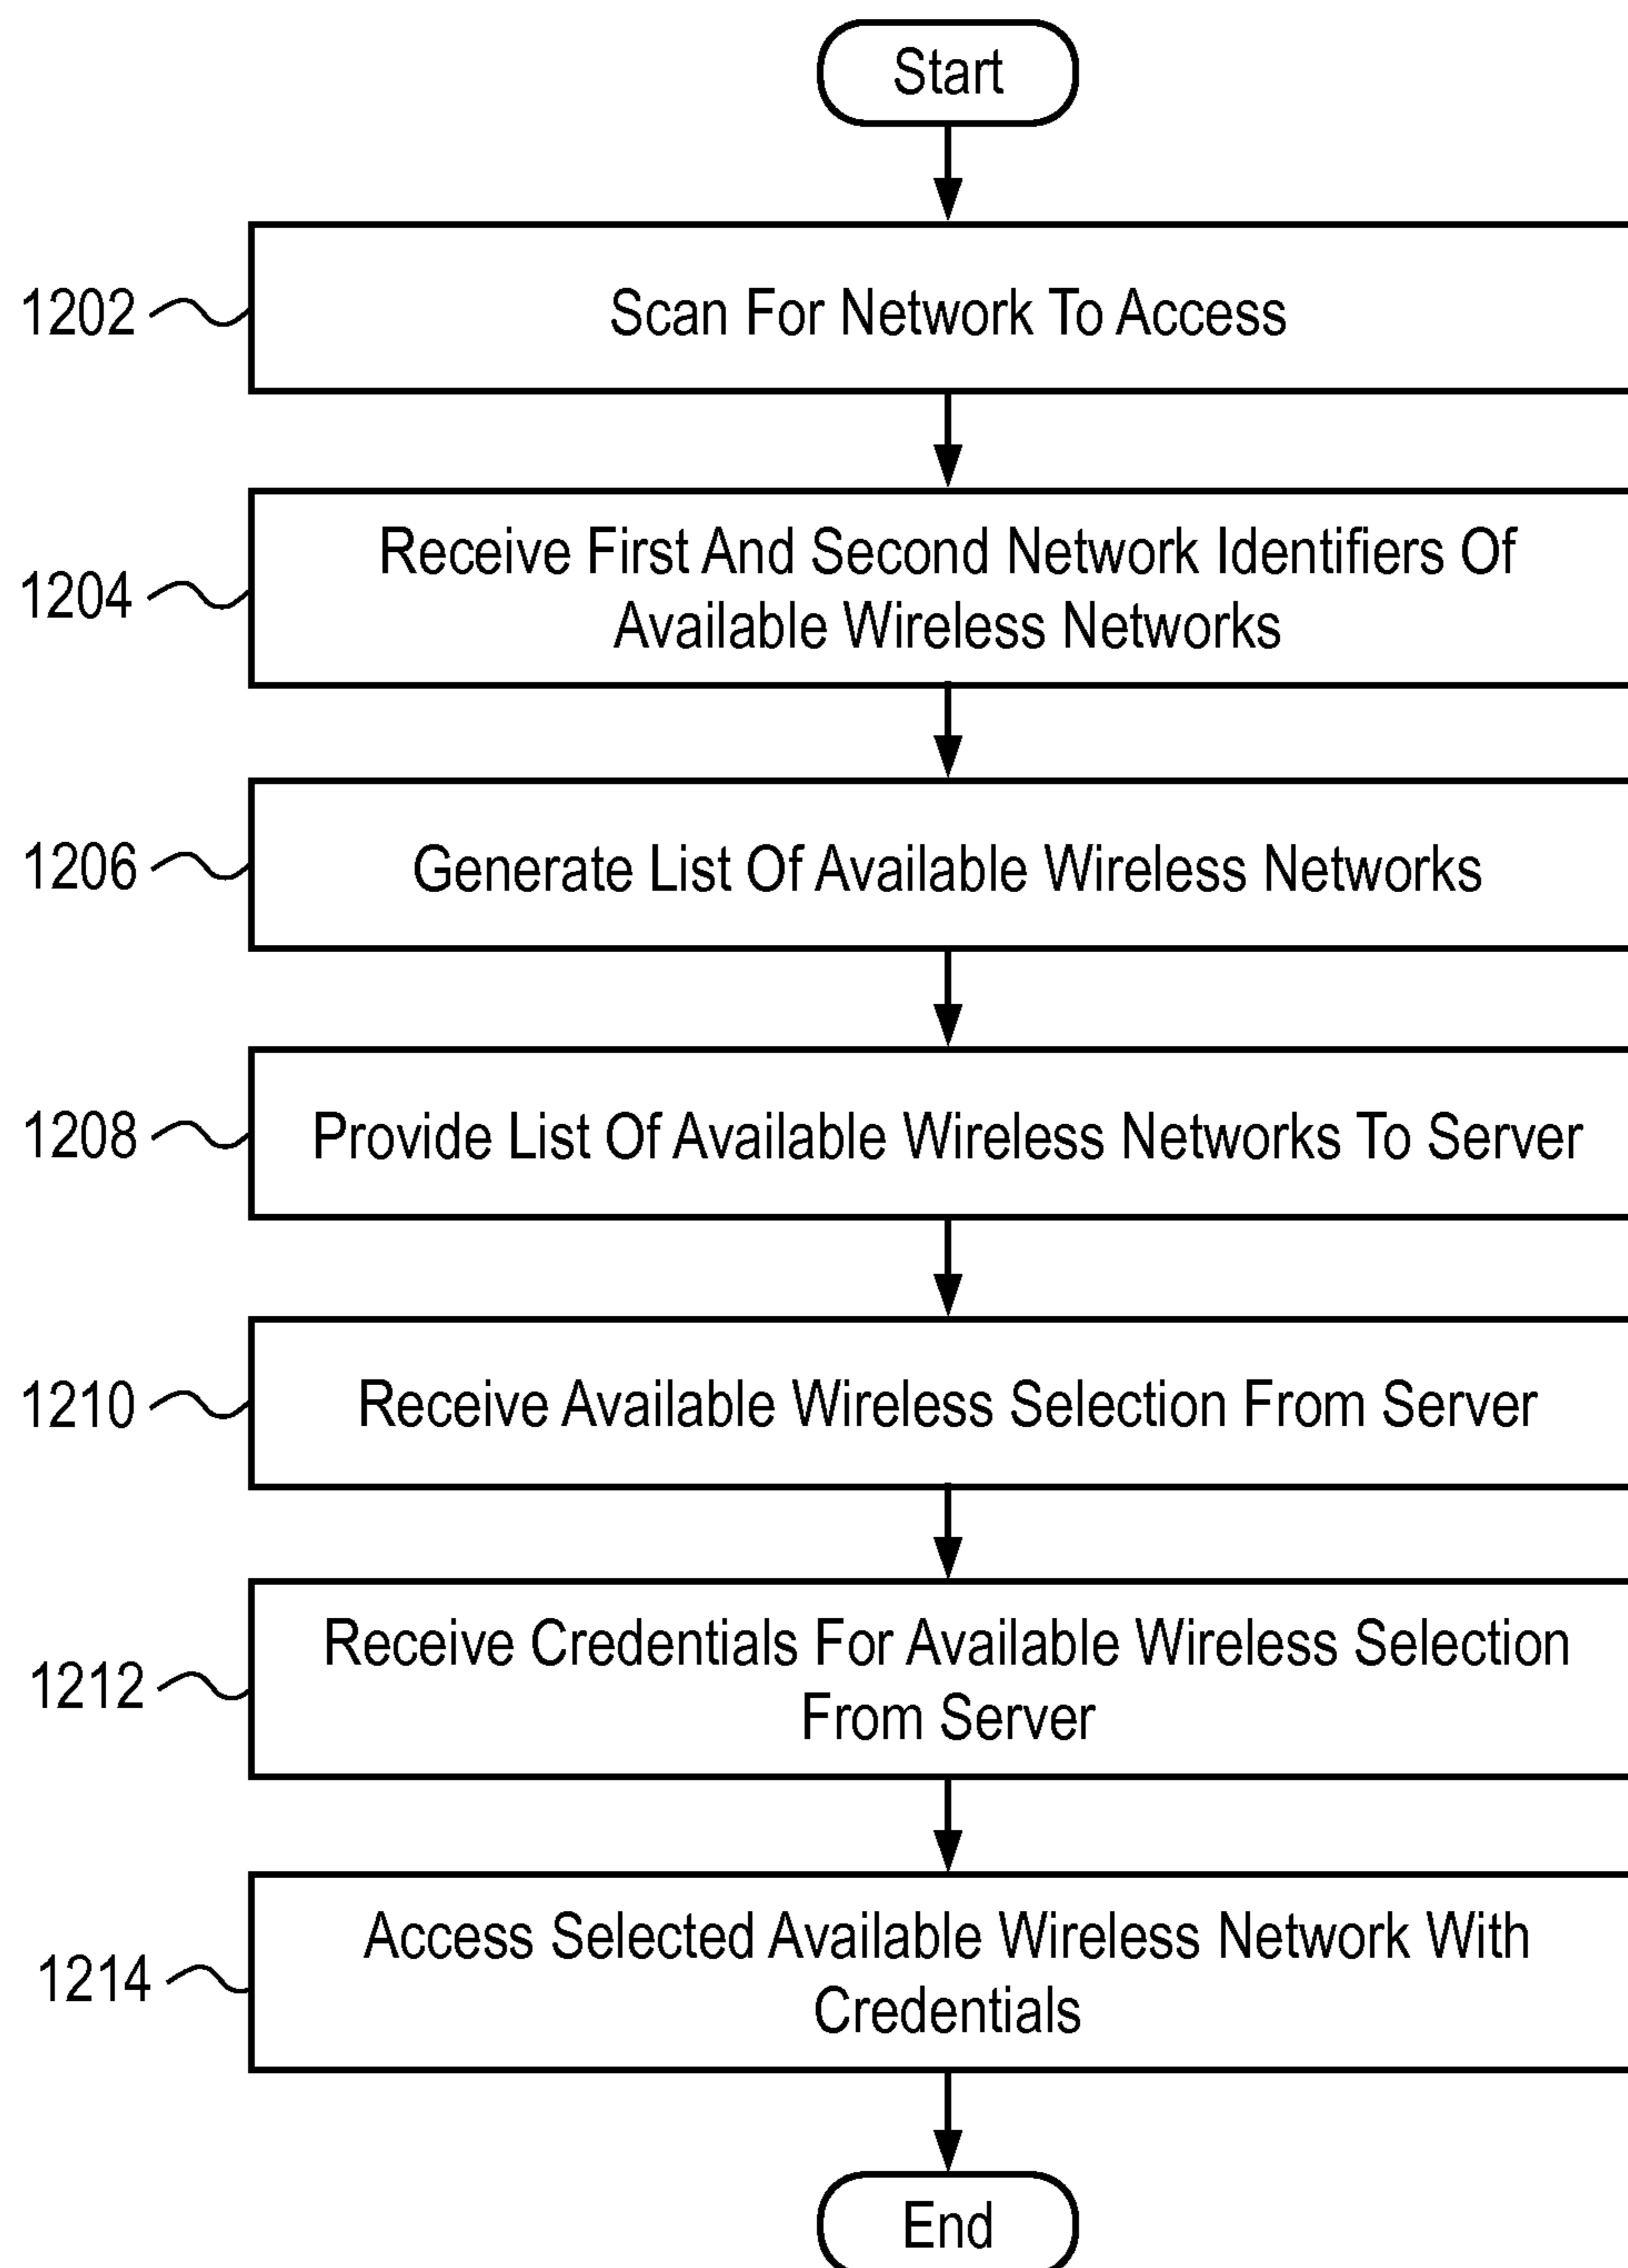 Start
1202
Scan For Network To Access
1204
Receive First And Second Network Identifiers Of
Available Wireless Networks
1206
Generate List Of Available Wireless Networks
1208
Provide List Of Available Wireless Networks To Server
1210
Receive Available Wireless Selection From Server
1212
Receive Credentials For Available Wireless Selection
From Server
1214
Access Selected Available Wireless Network With
Credentials
End